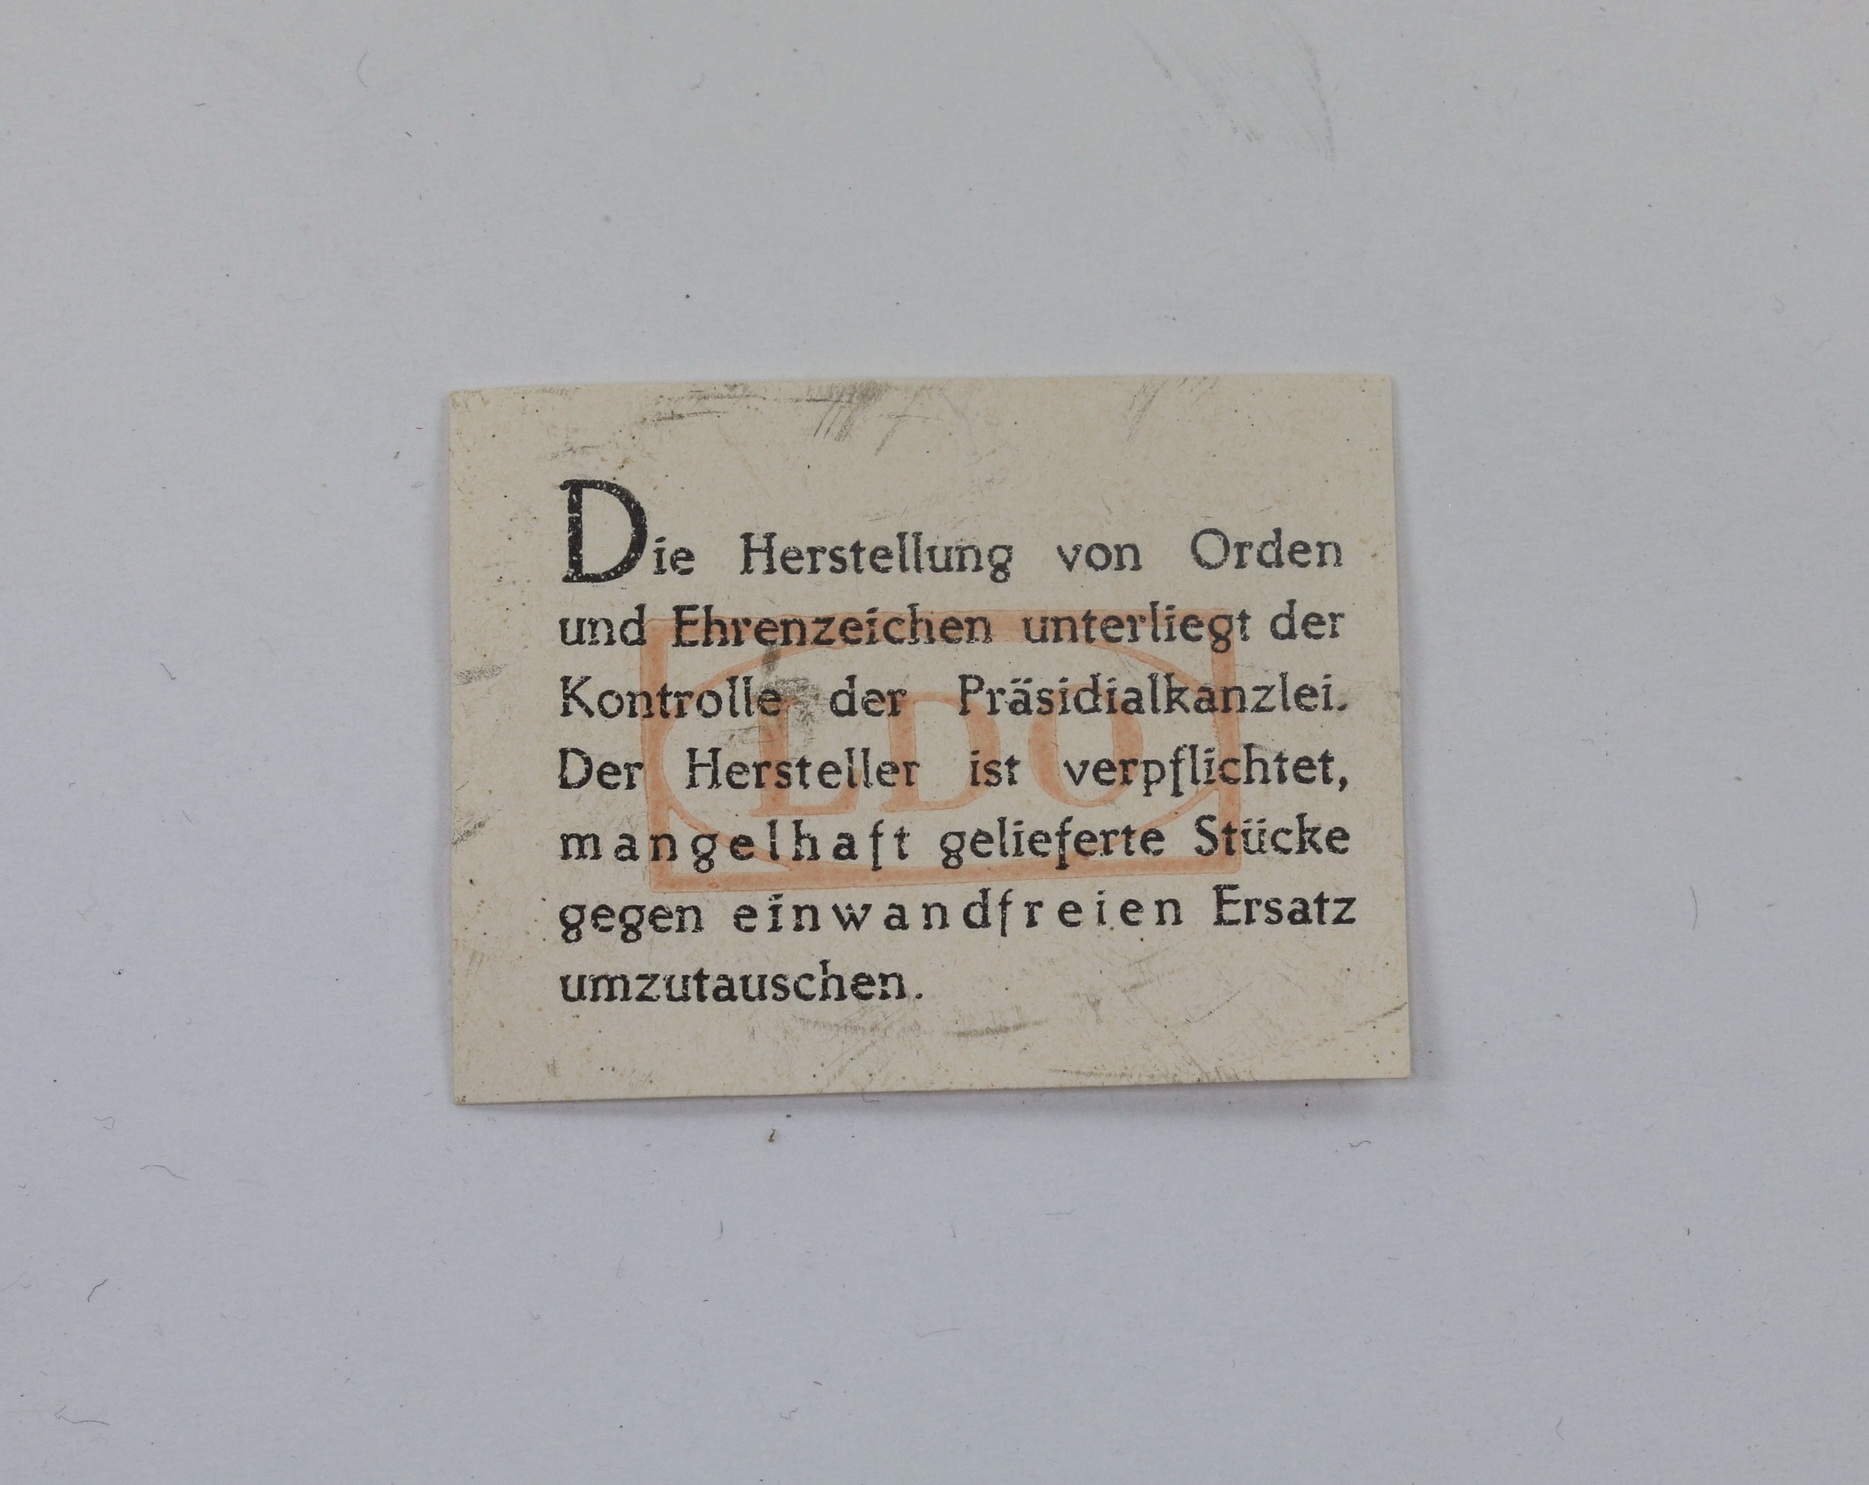 Die Herstellung von Orden
und Ehrenzeichen unterliegt der
Kontrolle der Präsidialkanzlei.
Der Hersteller ist verpflichtet,
mangelhaft gelieferte Stücke
gegen einwandfreien Ersatz
umzutauschen.
LDO